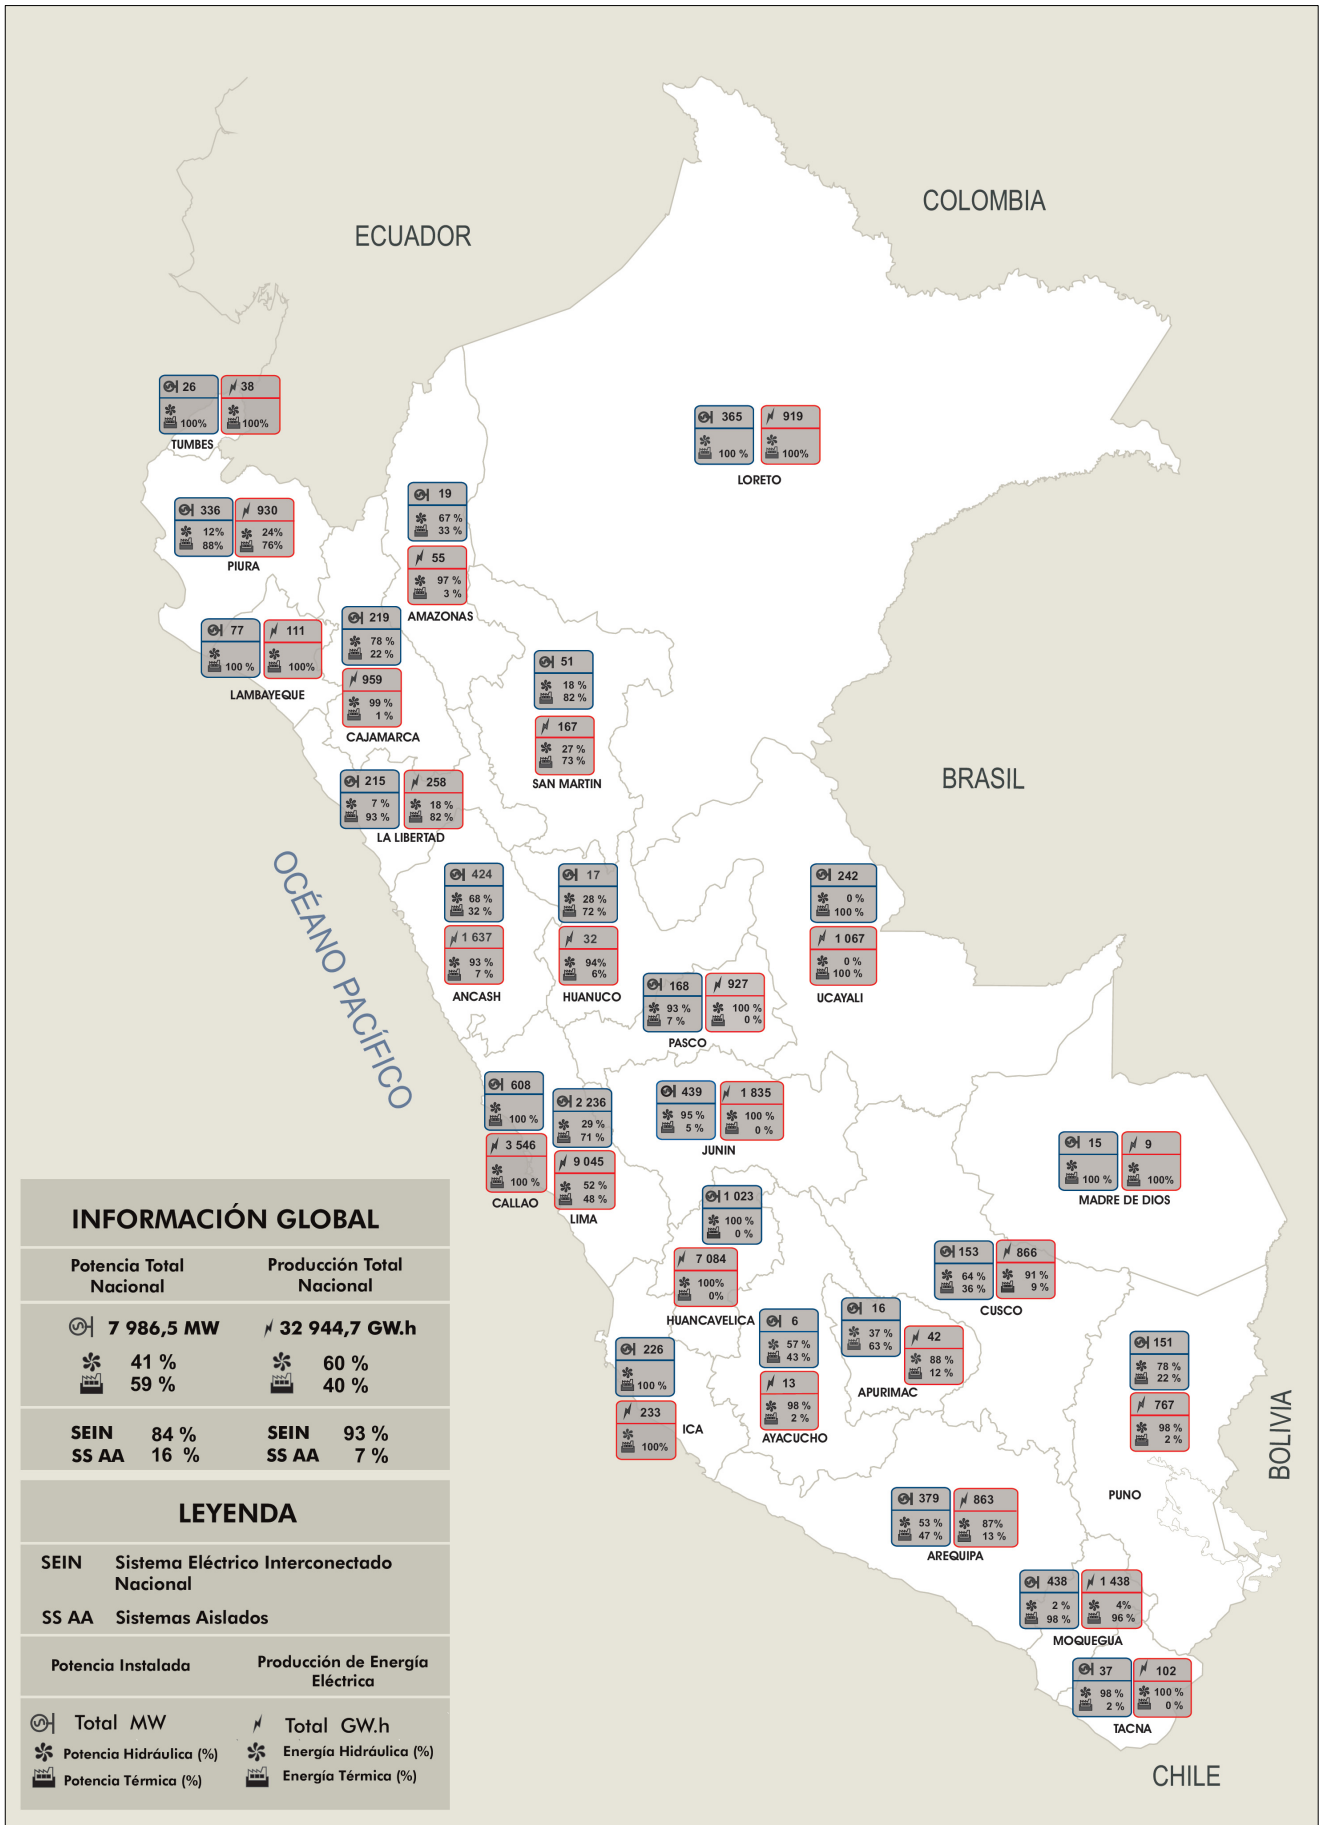 COLOMBIA
ECUADOR
26
38
100%
100%
TUMBES
365
919
100 %
100%
LORETO
336
930
12%
88%
24%
76%
PIURA
19
67 %
33 %
55
97 %
3 %
AMAZONAS
77
111
100 %
100%
LAMBAYEQUE
219
78 %
22 %
959
99 %
1 %
CAJAMARCA
51
18 %
82 %
167
27 %
73 %
SAN MARTIN
BRASIL
215
258
7 %
93 %
18 %
82 %
LA LIBERTAD
OCÉANO PACÍFICO
424
68 %
32 %
1 637
93 %
7 %
ANCASH
17
28 %
72 %
32
94%
6%
HUANUCO
242
0 %
100 %
1 067
0 %
100 %
UCAYALI
168
927
93 %
7 %
100 %
0 %
PASCO
608
100 %
3 546
100 %
CALLAO
2 236
29 %
71 %
9 045
52 %
48 %
LIMA
439
1 835
95 %
5 %
100 %
0 %
JUNIN
15
9
100 %
100%
MADRE DE DIOS
1 023
100 %
0 %
7 084
100%
0%
HUANCAVELICA
153
866
64 %
36 %
91 %
9 %
CUSCO
6
57 %
43 %
13
98 %
2 %
AYACUCHO
16
37 %
63 %
42
88 %
12 %
APURIMAC
226
100 %
233
100%
ICA
151
78 %
22 %
767
98 %
2 %
PUNO
BOLIVIA
379
863
53 %
47 %
87%
13 %
AREQUIPA
438
1 438
2 %
98 %
4%
96 %
MOQUEGUA
37
102
98 %
2 %
100 %
0 %
TACNA
CHILE
INFORMACIÓN GLOBAL
Potencia Total
Nacional
Producción Total
Nacional
7 986,5 MW
32 944,7 GW.h
41 %
60 %
59 %
40 %
SEIN 84 %
SEIN 93 %
SS AA 16 %
SS AA 7 %
LEYENDA
SEIN Sistema Eléctrico Interconectado
Nacional
SS AA Sistemas Aislados
Potencia Instalada
Producción de Energía
Eléctrica
Total MW
Total GW.h
Potencia Hidráulica (%)
Energía Hidráulica (%)
Potencia Térmica (%)
Energía Térmica (%)